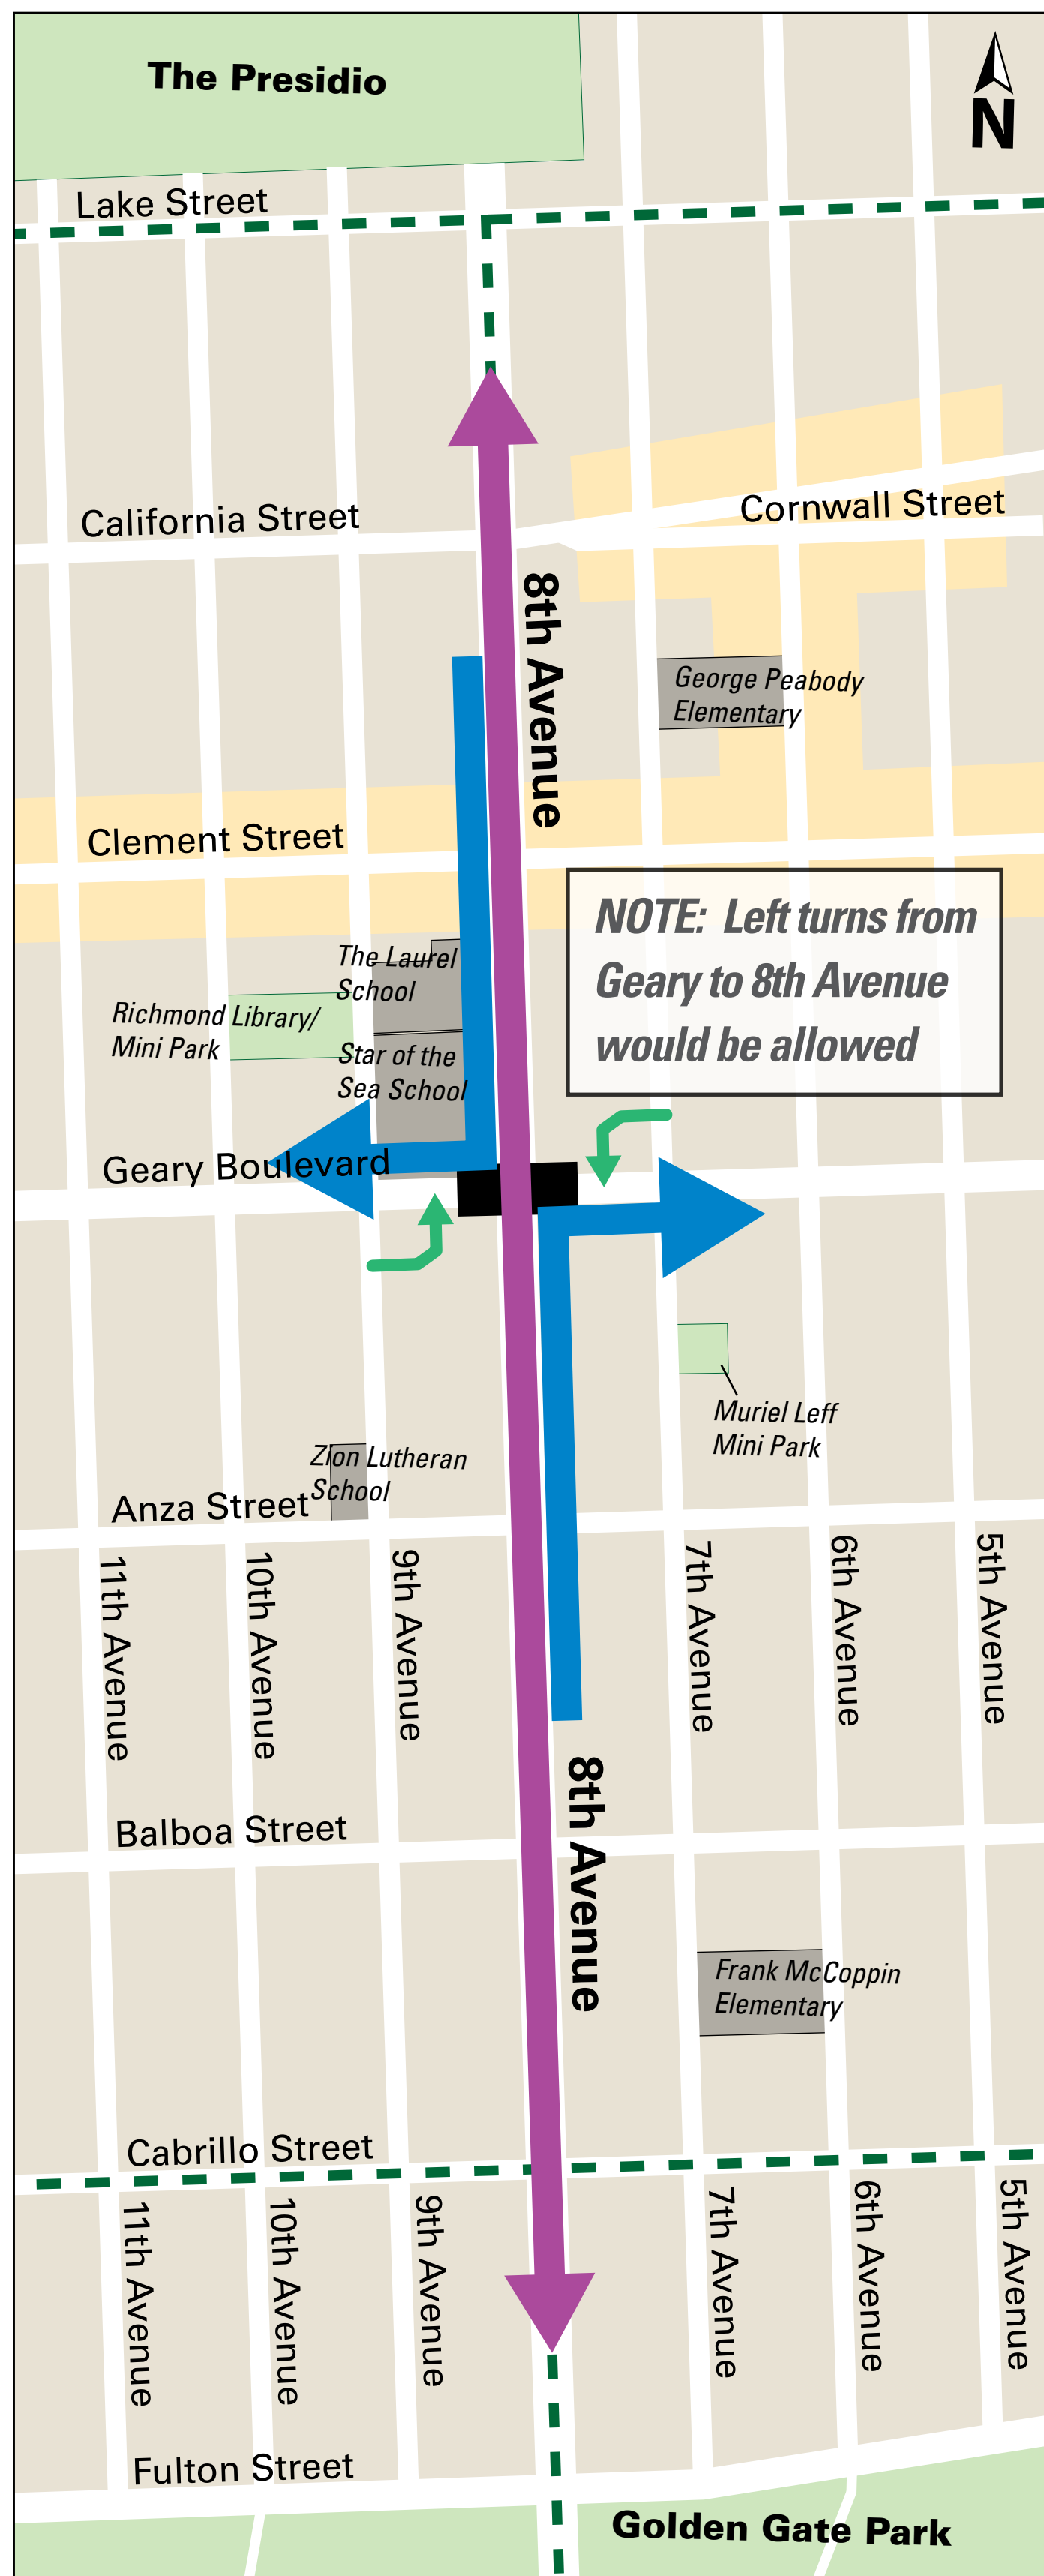 The Presidio
N
Lake Street
California Street
Cornwall Street
8th Avenue
George Peabody
Elementary
Clement Street
NOTE: Left turns from
Geary to 8th Avenue
would be allowed
The Laurel
School
Richmond Library/
Mini Park
Star of the
Sea School
Geary Boulevard
Muriel Leff
Mini Park
Zion Lutheran
School
Anza Street
11th Avenue
10th Avenue
9th Avenue
7th Avenue
6th Avenue
5th Avenue
8th Avenue
Balboa Street
Frank McCoppin
Elementary
Cabrillo Street
11th Avenue
10th Avenue
9th Avenue
7th Avenue
6th Avenue
5th Avenue
Fulton Street
Golden Gate Park